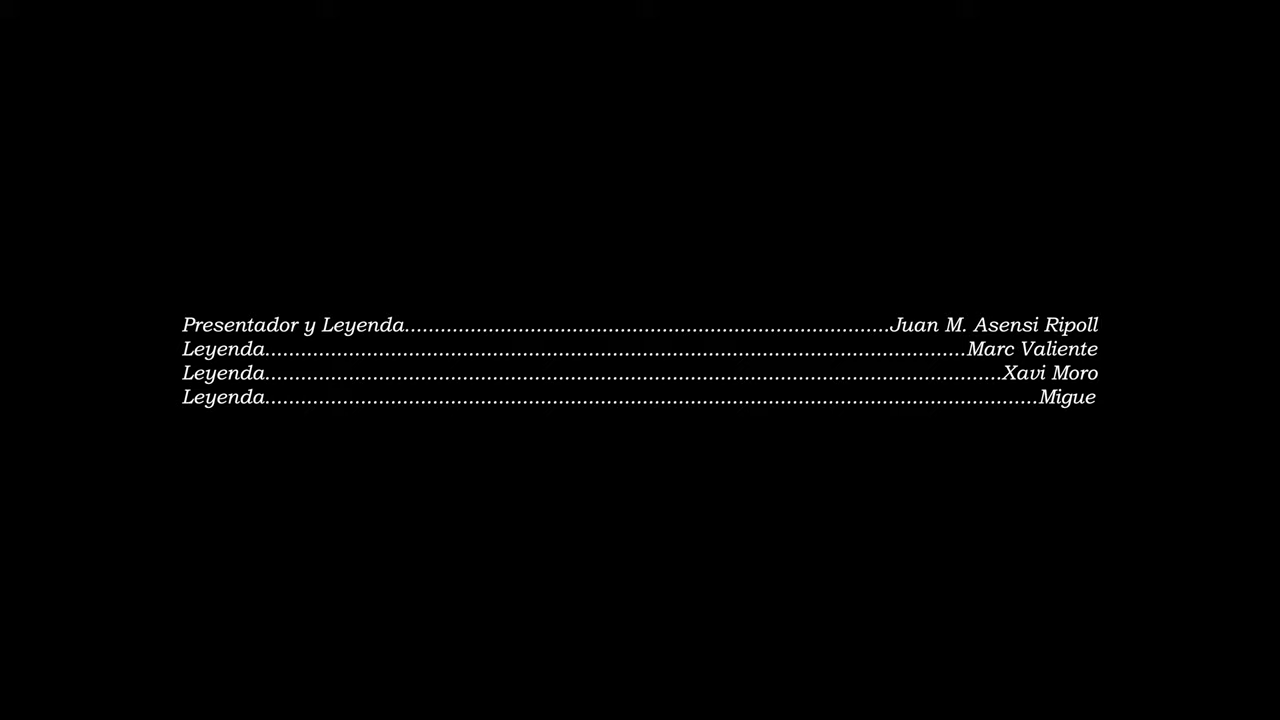 Presentador y Leyenda.................................................................................Juan M. Asensi Ripoll
Leyenda.....................................................................................................................Marc Valiente
Leyenda...........................................................................................................................Xavi Moro
Leyenda.................................................................................................................................Migue